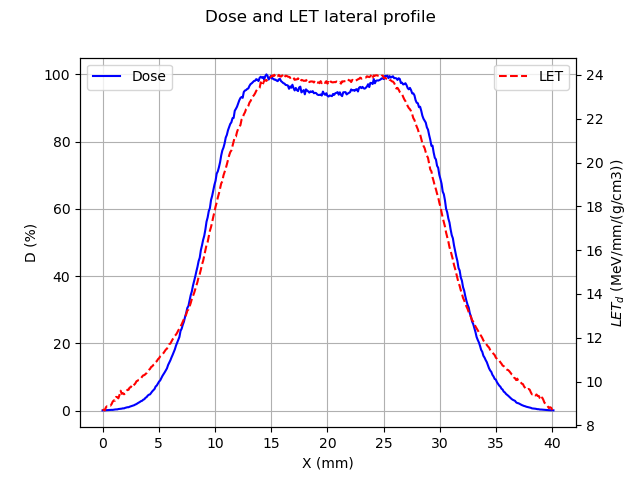 Dose and LET lateral profile
Dose
LET
100
80
60
40
20
0
D (%)
24
22
20
18
16
14
12
10
8
LETd (MeV/mm/(g/cm3))
0 5 10 15 20 25 30 35 40
X (mm)